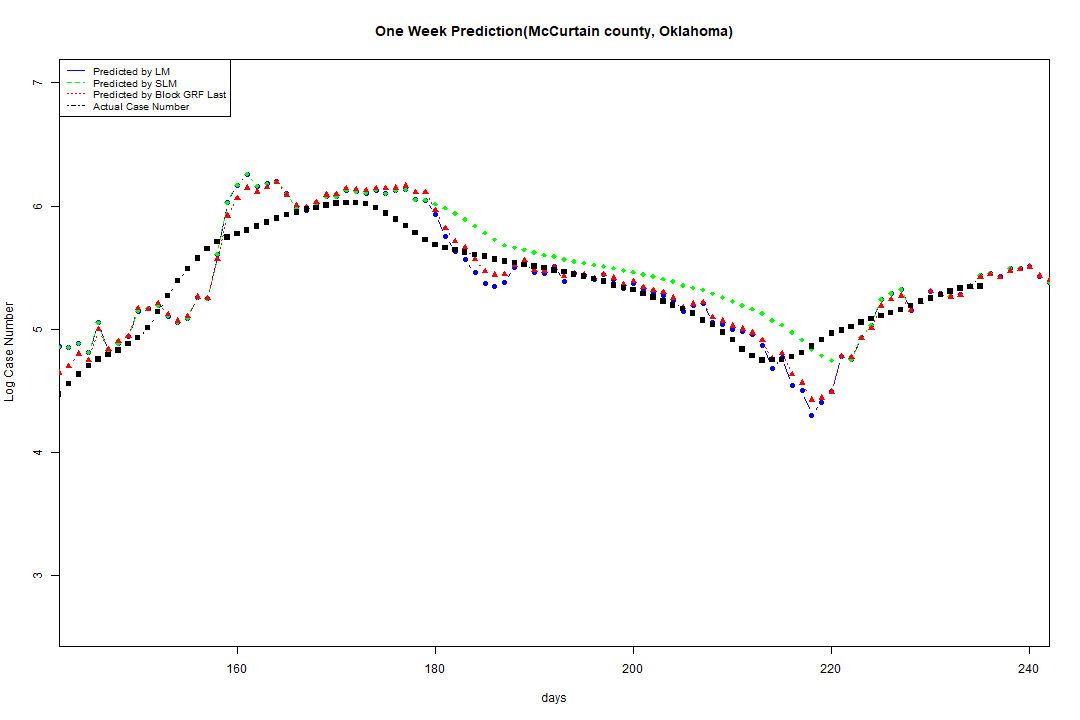 One Week Prediction(McCurtain county, Oklahoma)
Predicted by LM
Predicted by SLM
Predicted by Block GRF Last
Actual Case Number
7
6
5
4
3
Log Case Number
160
180
200
220
240
days